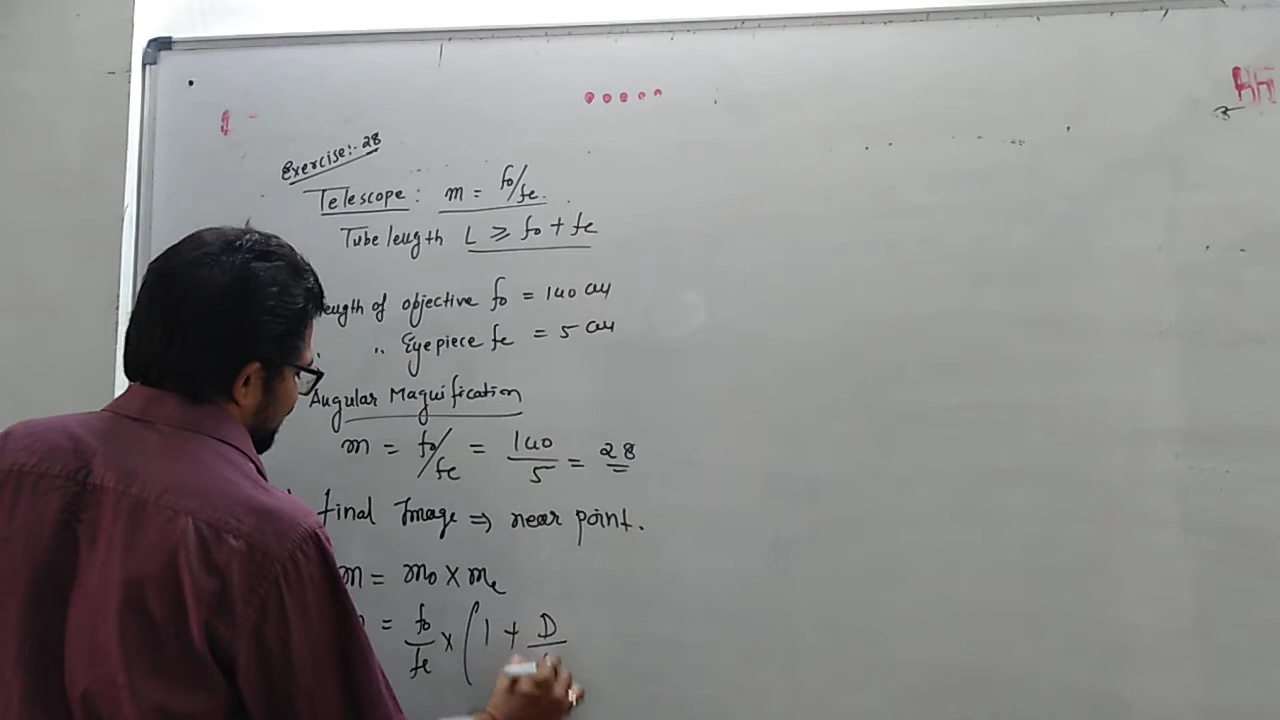 Exercise:- 28
Telescope: m = fo/fe.
Tube length L ≥ fo + fe
length of objective fo = 140 cm
" Eyepiece fe = 5 cm
Angular Magnification
m = fo/fe = 140/5 = 28
final Image ⇒ near point.
m = mo × me
= fo/fe × (1 + D/